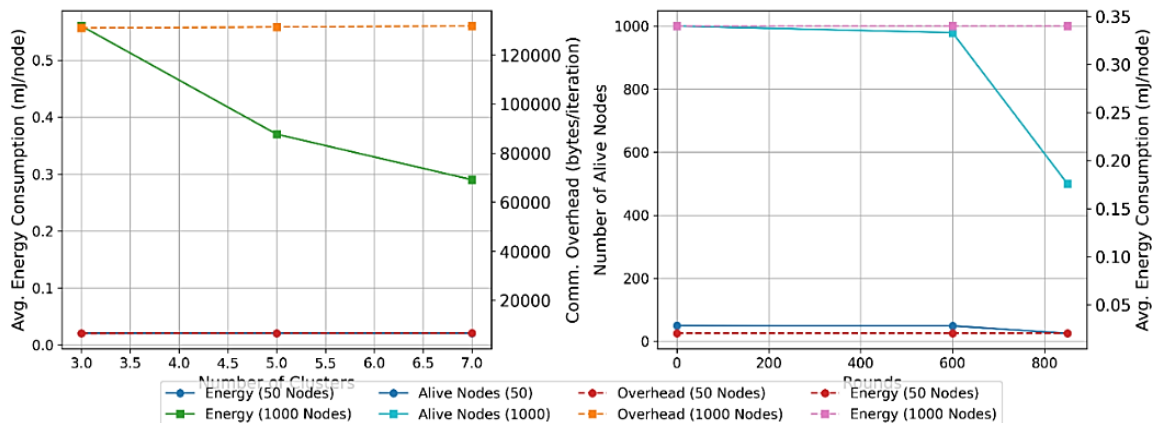 Avg. Energy Consumption (mJ/node)
0.5
0.4
0.3
0.2
0.1
0.0
3.0 3.5 4.0 4.5 5.0 5.5 6.0 6.5 7.0
Number of Clusters
120000
100000
80000
60000
40000
20000
Comm. Overhead (bytes/iteration)
Number of Alive Nodes
1000
800
600
400
200
0
0 200 400 600 800
Rounds
0.35
0.30
0.25
0.20
0.15
0.10
0.05
Avg. Energy Consumption (mJ/node)
Energy (50 Nodes) Alive Nodes (50) Overhead (50 Nodes) Energy (50 Nodes)
Energy (1000 Nodes) Alive Nodes (1000) Overhead (1000 Nodes) Energy (1000 Nodes)